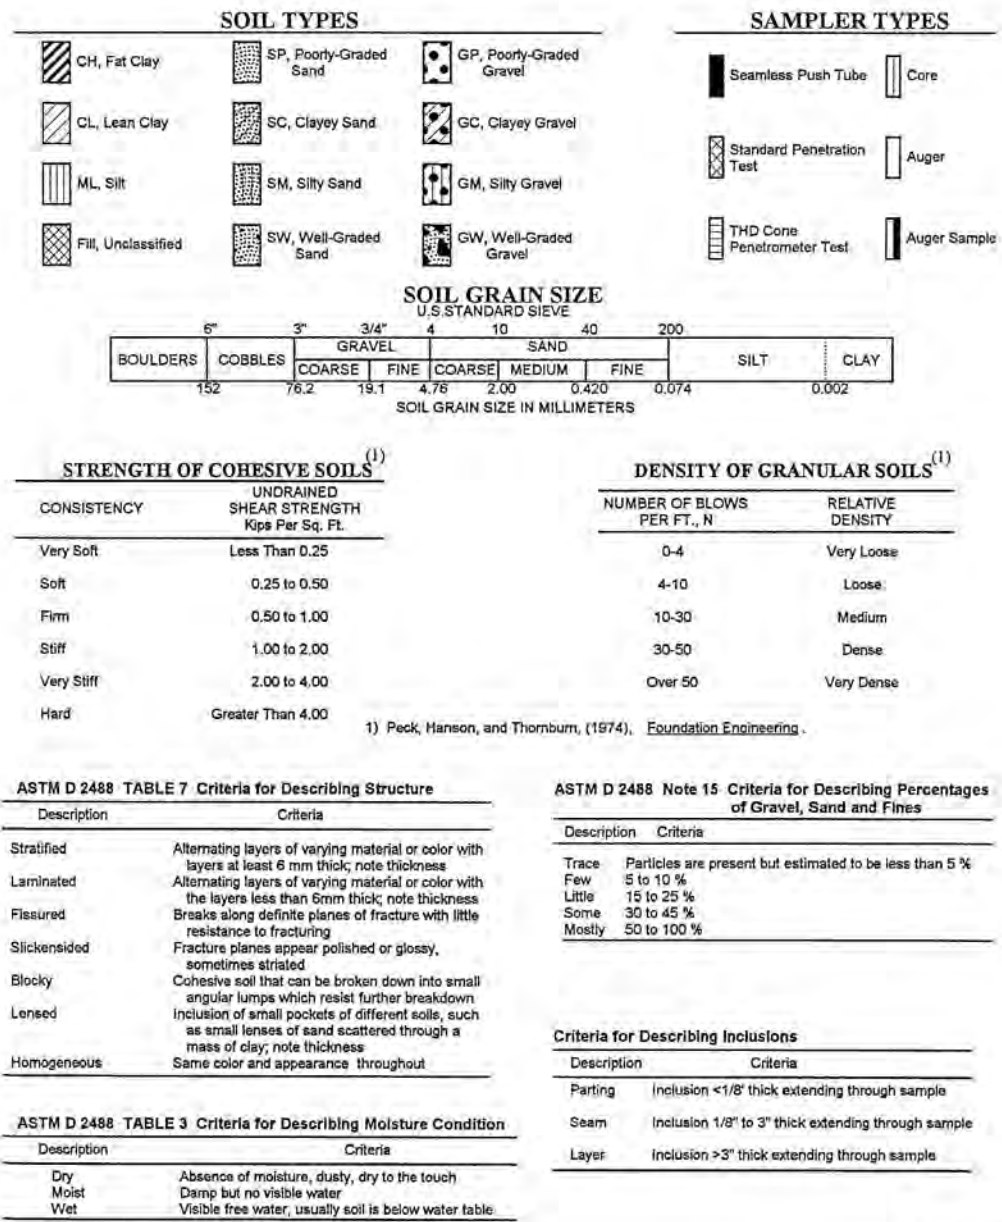 SOIL TYPES
CH, Fat Clay
SP, Poorly-Graded
Sand
GP, Poorly-Graded
Gravel
CL, Lean Clay
SC, Clayey Sand
GC, Clayey Gravel
ML, Silt
SM, Silty Sand
GM, Silty Gravel
Fill, Unclassified
SW, Well-Graded
Sand
GW, Well-Graded
Gravel
SAMPLER TYPES
Seamless Push Tube
Core
Standard Penetration
Test
Auger
THD Cone
Penetrometer Test
Auger Sample
SOIL GRAIN SIZE
U.S.STANDARD SIEVE
6" 3" 3/4" 4 10 40 200
BOULDERS COBBLES GRAVEL SAND SILT CLAY
COARSE FINE COARSE MEDIUM FINE
152 76.2 19.1 4.76 2.00 0.420 0.074 0.002
SOIL GRAIN SIZE IN MILLIMETERS
STRENGTH OF COHESIVE SOILS(1)
CONSISTENCY
UNDRAINED
SHEAR STRENGTH
Kips Per Sq. Ft.
Very Soft Less Than 0.25
Soft 0.25 to 0.50
Firm 0.50 to 1.00
Stiff 1.00 to 2.00
Very Stiff 2.00 to 4.00
Hard Greater Than 4.00
DENSITY OF GRANULAR SOILS(1)
NUMBER OF BLOWS
PER FT., N
RELATIVE
DENSITY
0-4 Very Loose
4-10 Loose
10-30 Medium
30-50 Dense
Over 50 Very Dense
1) Peck, Hanson, and Thornburn, (1974), Foundation Engineering .
ASTM D 2488 TABLE 7 Criteria for Describing Structure
Description Criteria
Stratified Alternating layers of varying material or color with
layers at least 6 mm thick; note thickness
Laminated Alternating layers of varying material or color with
the layers less than 6mm thick; note thickness
Fissured Breaks along definite planes of fracture with little
resistance to fracturing
Slickensided Fracture planes appear polished or glossy,
sometimes striated
Blocky Cohesive soil that can be broken down into small
angular lumps which resist further breakdown
Lensed Inclusion of small pockets of different soils, such
as small lenses of sand scattered through a
mass of clay; note thickness
Homogeneous Same color and appearance throughout
ASTM D 2488 TABLE 3 Criteria for Describing Moisture Condition
Description Criteria
Dry Absence of moisture, dusty, dry to the touch
Moist Damp but no visible water
Wet Visible free water, usually soil is below water table
ASTM D 2488 Note 15 Criteria for Describing Percentages
of Gravel, Sand and Fines
Description Criteria
Trace Particles are present but estimated to be less than 5 %
Few 5 to 10 %
Little 15 to 25 %
Some 30 to 45 %
Mostly 50 to 100 %
Criteria for Describing Inclusions
Description Criteria
Parting Inclusion <1/8" thick extending through sample
Seam Inclusion 1/8" to 3" thick extending through sample
Layer Inclusion >3" thick extending through sample